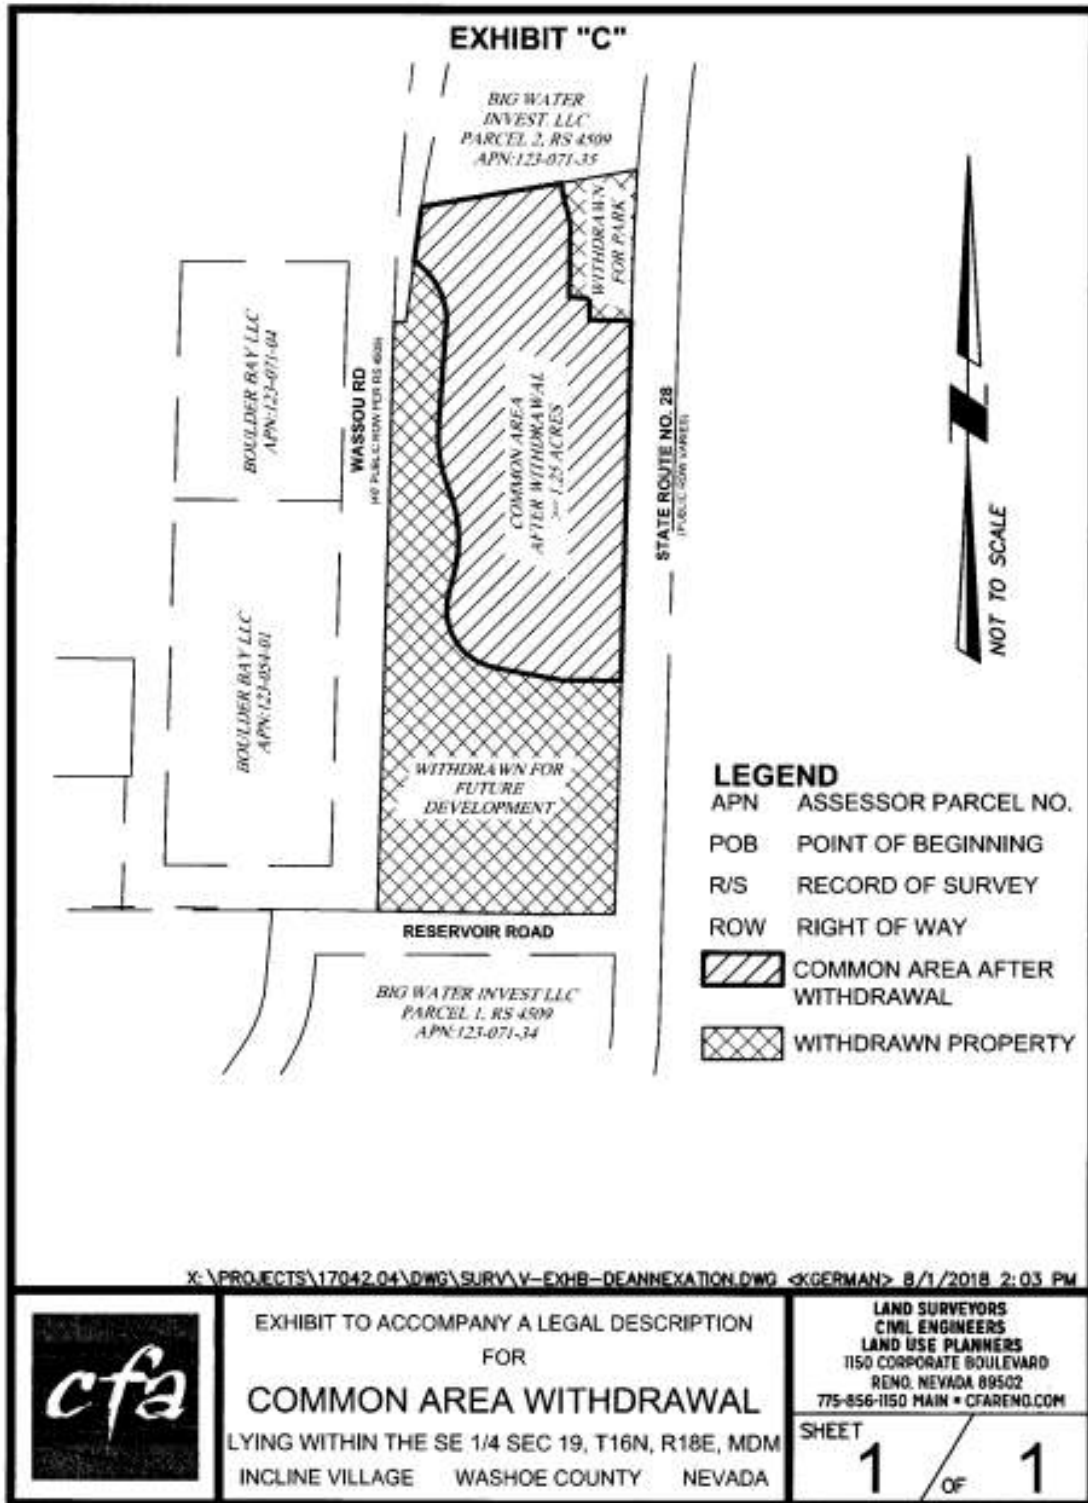 EXHIBIT "C"
BIG WATER
INVEST. LLC
PARCEL 2, RS 4509
APN:123-071-35
WITHDRAWN
FOR PARK
BOULDER BAY LLC
APN:123-071-04
WASSOU RD
(40' PUBLIC ROW PER RS 4509)
COMMON AREA
AFTER WITHDRAWAL
1.25 ACRES
STATE ROUTE NO. 28
(PUBLIC ROW VARIES)
NOT TO SCALE
BOULDER BAY LLC
APN:123-054-01
WITHDRAWN FOR
FUTURE
DEVELOPMENT
RESERVOIR ROAD
BIG WATER INVEST LLC
PARCEL 1, RS 4509
APN:123-071-34
LEGEND
APN ASSESSOR PARCEL NO.
POB POINT OF BEGINNING
R/S RECORD OF SURVEY
ROW RIGHT OF WAY
COMMON AREA AFTER
WITHDRAWAL
WITHDRAWN PROPERTY
X:\PROJECTS\17042.04\DWG\SURV\V-EXHB-DEANNEXATION.DWG <KGERMAN> 8/1/2018 2:03 PM
cfa
EXHIBIT TO ACCOMPANY A LEGAL DESCRIPTION
FOR
COMMON AREA WITHDRAWAL
LYING WITHIN THE SE 1/4 SEC 19, T16N, R18E, MDM
INCLINE VILLAGE WASHOE COUNTY NEVADA
LAND SURVEYORS
CIVIL ENGINEERS
LAND USE PLANNERS
1150 CORPORATE BOULEVARD
RENO, NEVADA 89502
775-856-1150 MAIN • CFARENO.COM
SHEET
1 OF 1